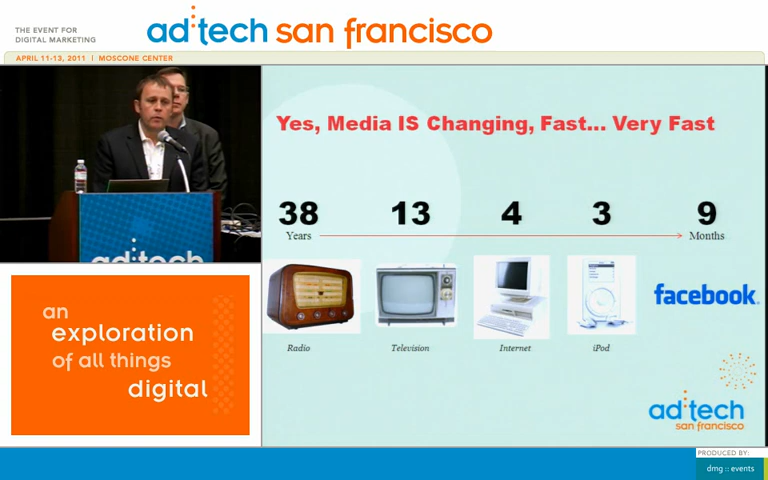 THE EVENT FOR
DIGITAL MARKETING
ad:tech san francisco
APRIL 11-13, 2011 | MOSCONE CENTER
Yes, Media IS Changing, Fast... Very Fast
38 13 4 3 9
Years Months
facebook
Radio Television Internet iPod
ad:tech
an
exploration
of all things
digital
ad:tech
san francisco
PRODUCED BY:
dmg :: events